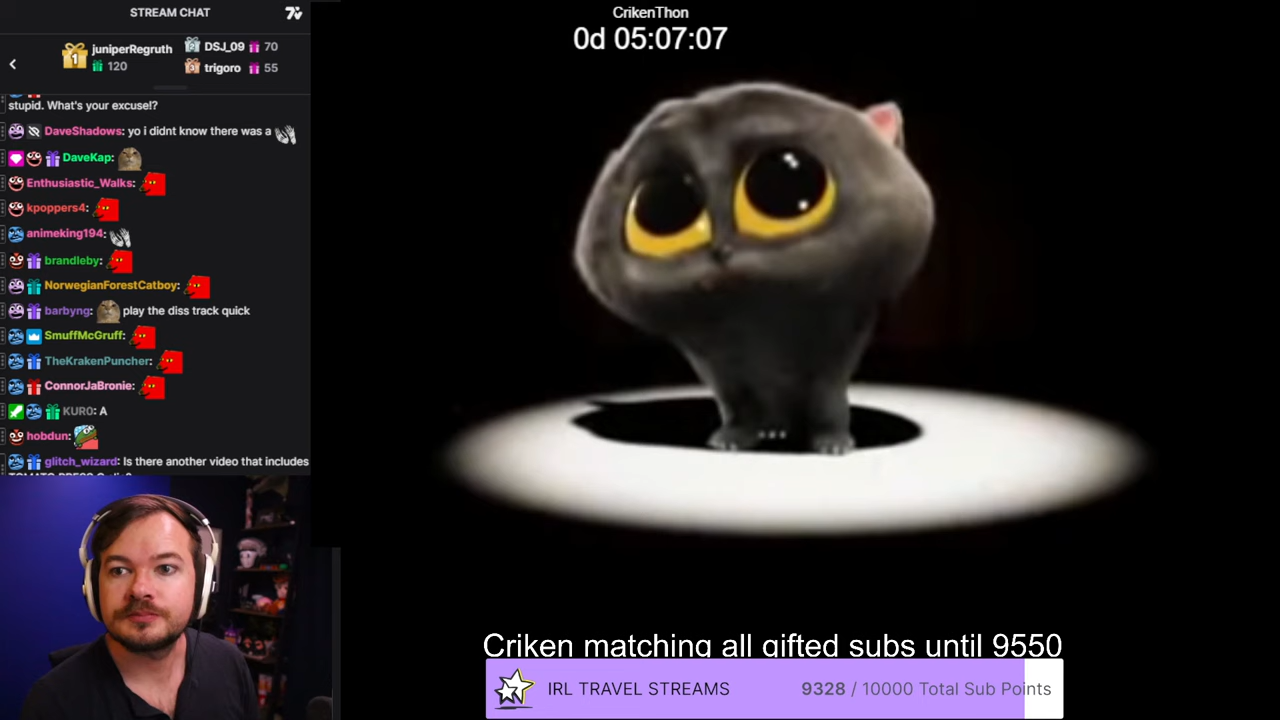 STREAM CHAT
juniperRegruth
120
DSJ_09 70
trigoro 55
CrikenThon
0d 05:07:07
stupid. What's your excuse!?
DaveShadows: yo i didnt know there was a
DaveKap:
Enthusiastic_Walks:
kpoppers4:
animeking194:
brandleby:
NorwegianForestCatboy:
barbyng: play the diss track quick
SmuffMcGruff:
TheKrakenPuncher:
ConnorJaBronie:
KUR0: A
hobdun:
glitch_wizard: Is there another video that includes
Criken matching all gifted subs until 9550
IRL TRAVEL STREAMS 9328 / 10000 Total Sub Points